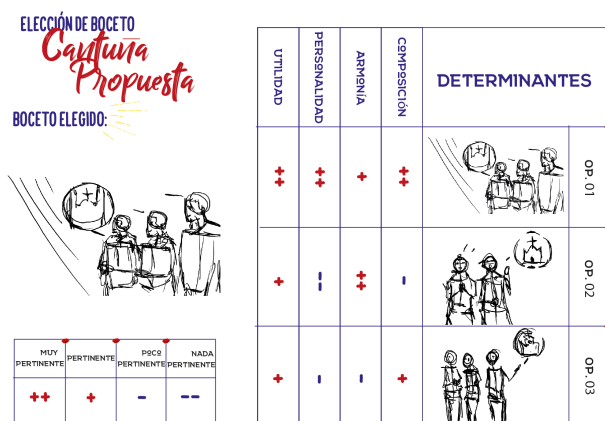 ELECCIÓN DE BOCETO
Cantuña
Propuesta
BOCETO ELEGIDO:
MUY PERTINENTE
PERTINENTE
POCO PERTINENTE
NADA PERTINENTE
++
+
-
--
UTILIDAD
PERSONALIDAD
ARMONÍA
COMPOSICIÓN
DETERMINANTES
++
++
+
++
OP. 01
+
--
++
-
OP. 02
+
-
-
+
OP. 03